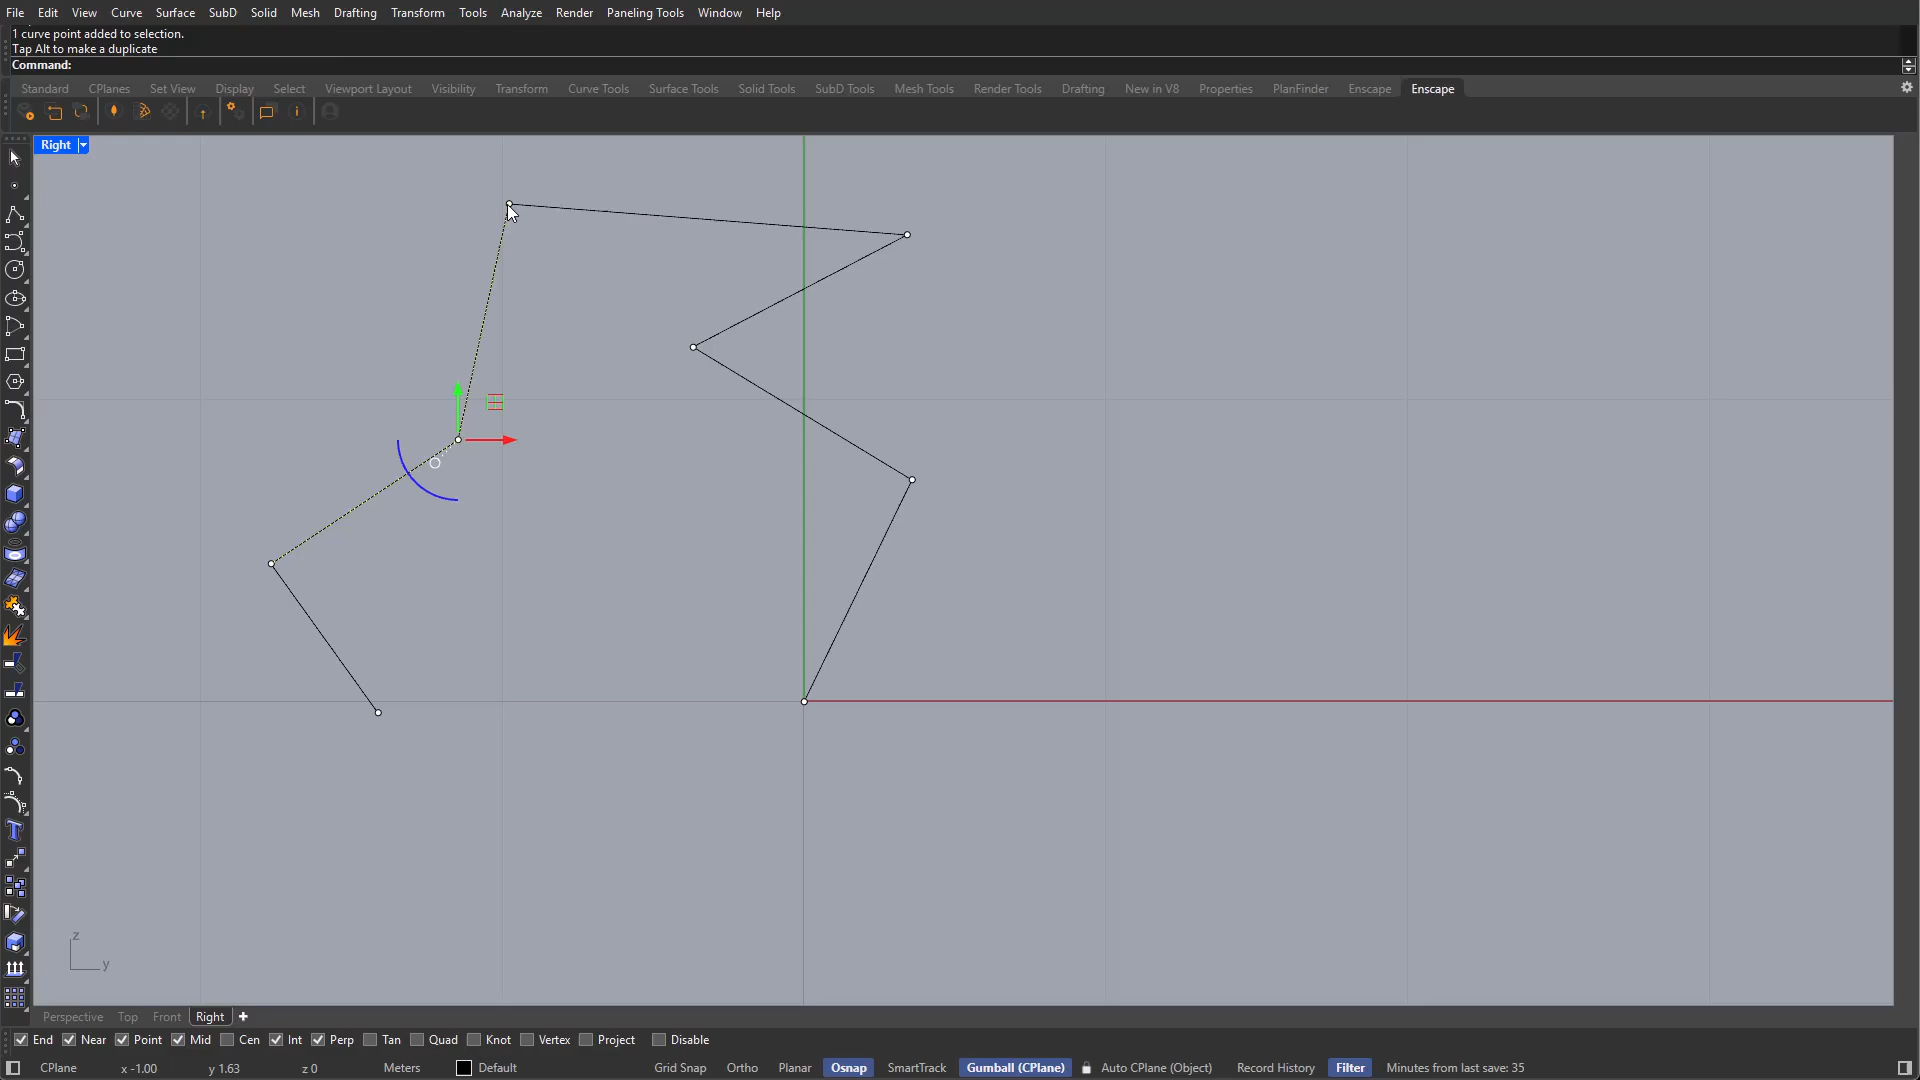 File Edit View Curve Surface SubD Solid Mesh Drafting Transform Tools Analyze Render Paneling Tools Window Help
1 curve point added to selection.
Tap Alt to make a duplicate
Command:
Standard CPlanes Set View Display Select Viewport Layout Visibility Transform Curve Tools Surface Tools Solid Tools SubD Tools Mesh Tools Render Tools Drafting New in V8 Properties PlanFinder Enscape Enscape
Right
z
y
Perspective Top Front Right
End Near Point Mid Cen Int Perp Tan Quad Knot Vertex Project Disable
CPlane x -1.00 y 1.63 z 0 Meters Default Grid Snap Ortho Planar Osnap SmartTrack Gumball (CPlane) Auto CPlane (Object) Record History Filter Minutes from last save: 35